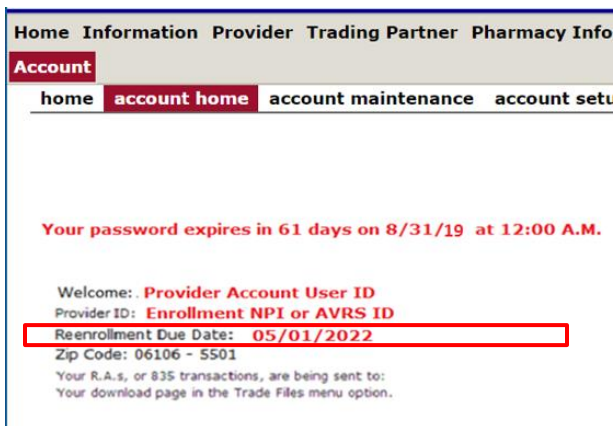 Home Information Provider Trading Partner Pharmacy Info
Account
home account home account maintenance account setu
Your password expires in 61 days on 8/31/19 at 12:00 A.M.
Welcome: . Provider Account User ID
Provider ID: Enrollment NPI or AVRS ID
Reenrollment Due Date: 05/01/2022
Zip Code: 06106 - 5501
Your R.A.s, or 835 transactions, are being sent to:
Your download page in the Trade Files menu option.